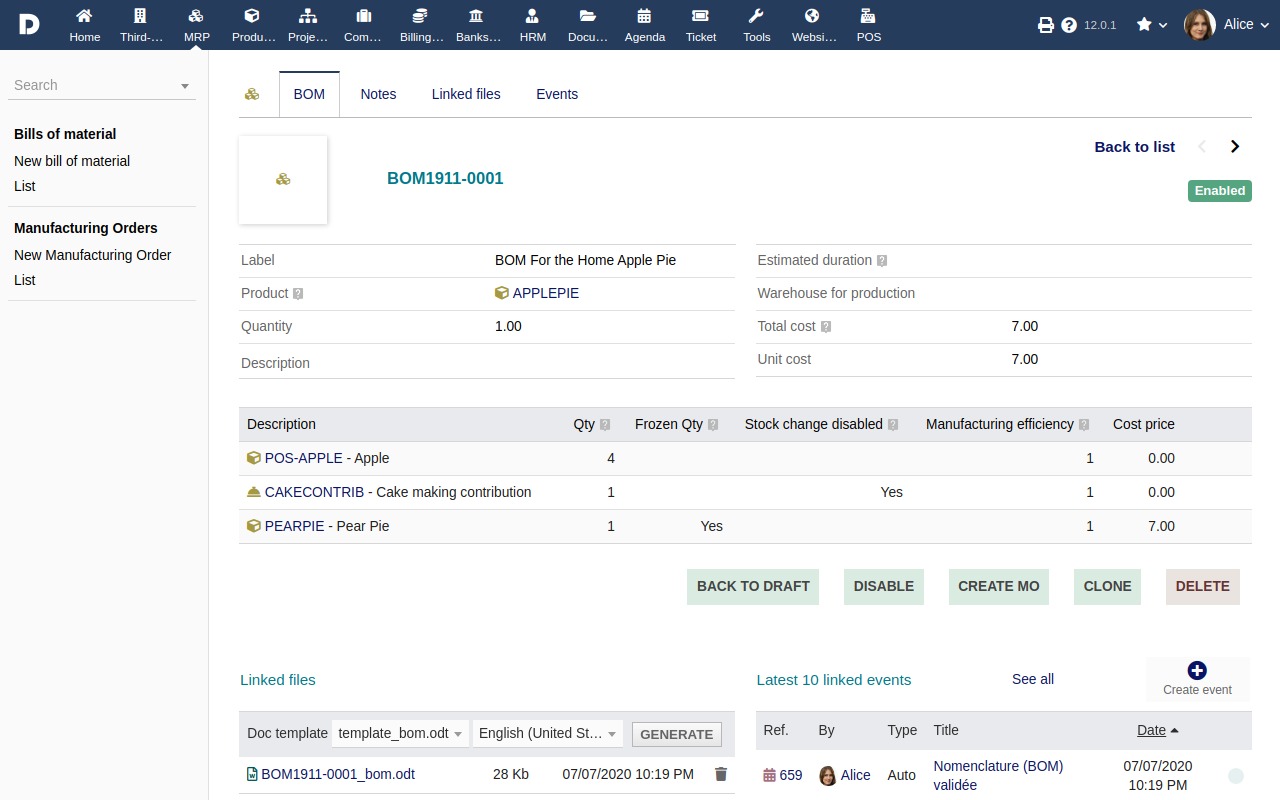 Home Third-… MRP Produ… Proje… Com… Billing… Banks… HRM Docu… Agenda Ticket Tools Websi… POS
12.0.1 Alice
Search
Bills of material
New bill of material
List
Manufacturing Orders
New Manufacturing Order
List
BOM Notes Linked files Events
Back to list
BOM1911-0001
Enabled
Label BOM For the Home Apple Pie
Product APPLEPIE
Quantity 1.00
Description
Estimated duration
Warehouse for production
Total cost 7.00
Unit cost 7.00
Description Qty Frozen Qty Stock change disabled Manufacturing efficiency Cost price
POS-APPLE - Apple 4 1 0.00
CAKECONTRIB - Cake making contribution 1 Yes 1 0.00
PEARPIE - Pear Pie 1 Yes 1 7.00
BACK TO DRAFT DISABLE CREATE MO CLONE DELETE
Linked files
Doc template template_bom.odt English (United St… GENERATE
BOM1911-0001_bom.odt 28 Kb 07/07/2020 10:19 PM
Latest 10 linked events See all Create event
Ref. By Type Title Date
659 Alice Auto Nomenclature (BOM) 07/07/2020
validée 10:19 PM